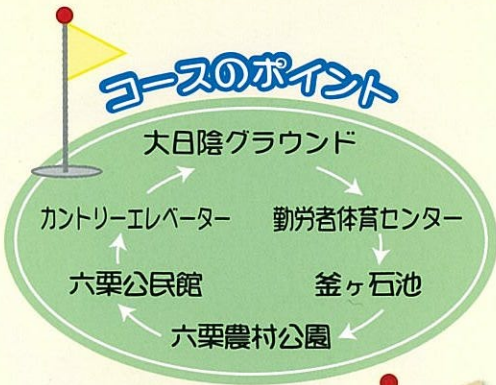 コースのポイント
大日陰グラウンド
カントリーエレベーター
勤労者体育センター
六栗公民館
釜ヶ石池
六栗農村公園